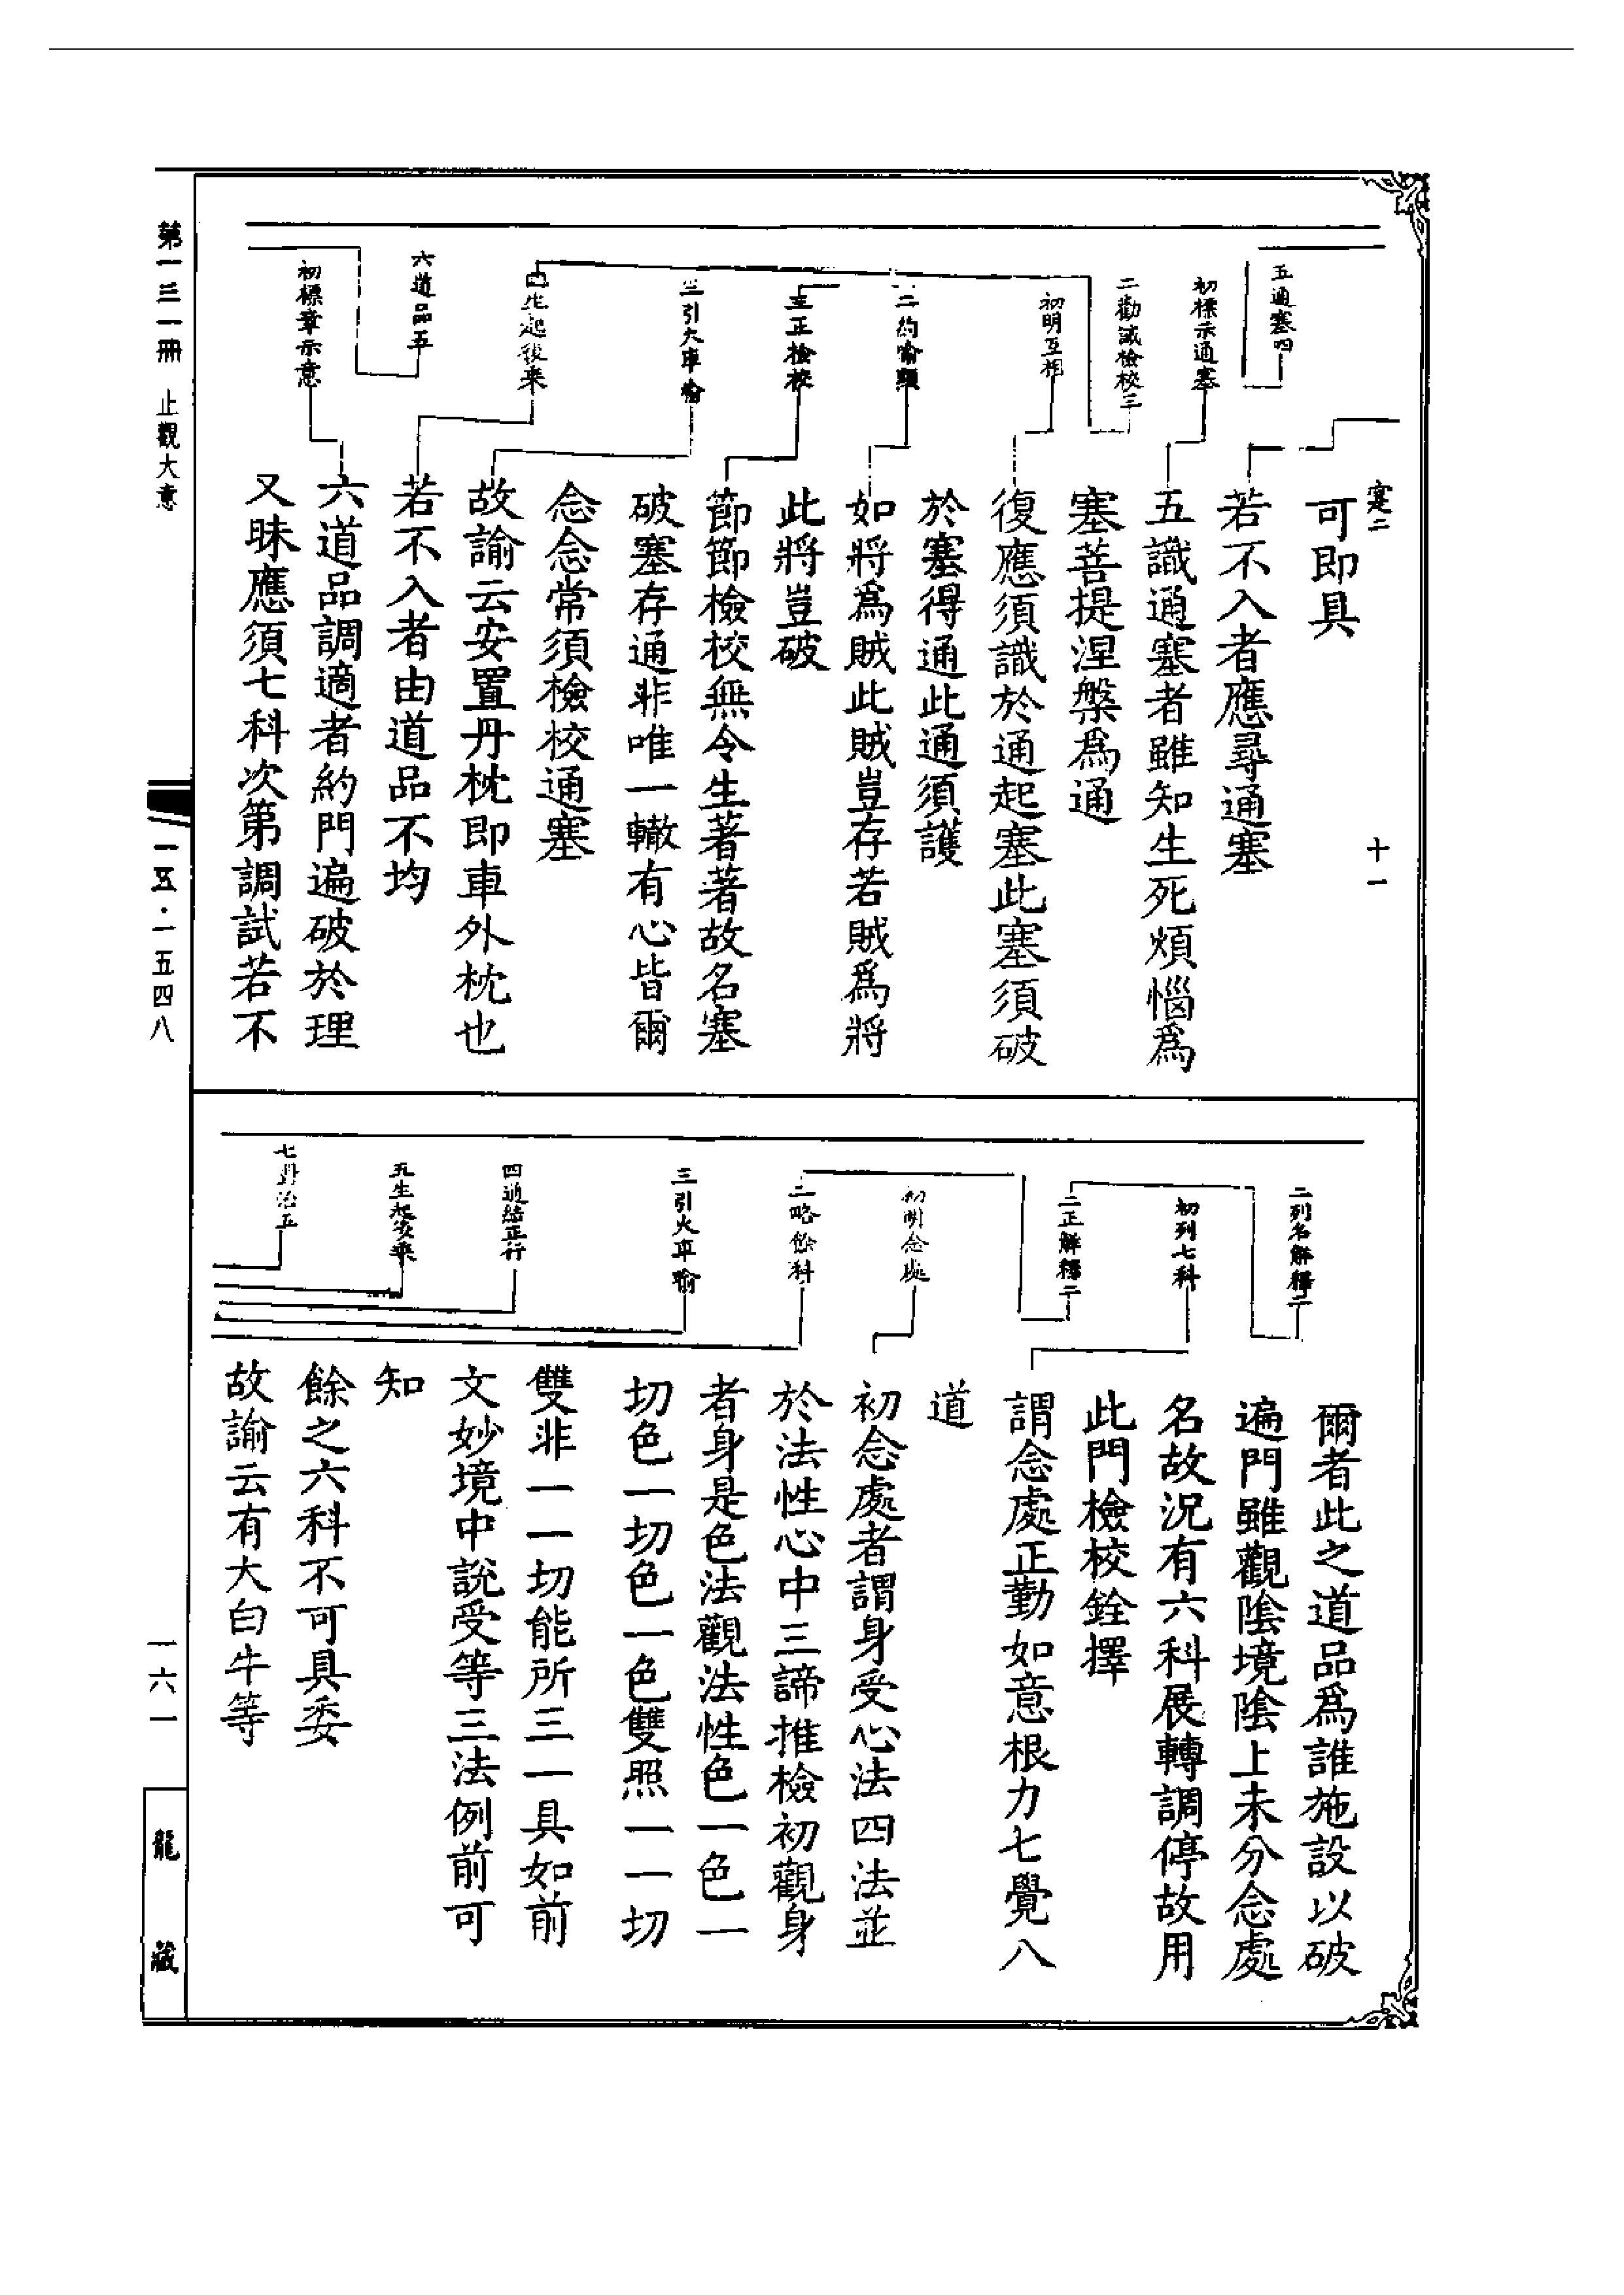 寔二
十一
五通塞四
初標示通塞
二勸誡檢校三
初明互相
二約喻顯
三正檢校
三引大車喻
四生起後來
六道品五
初標章示意
可即具
若不入者應尋通塞
五識通塞者雖知生死煩惱爲
塞菩提涅槃爲通
復應須識於通起塞此塞須破
於塞得通此通須護
如將爲賊此賊豈存若賊爲將
此將豈破
節節檢校無令生著著故名塞
破塞存通非唯一轍有心皆爾
念念常須檢校通塞
故諭云安置丹枕即車外枕也
若不入者由道品不均
六道品調適者約門遍破於理
又昧應須七科次第調試若不
二列名解釋二
初列七科
二正解釋二
初明念處
二略餘科
三引大車喻
四通結正行
五生起後乘
七對治五
爾者此之道品爲誰施設以破
遍門雖觀陰境陰上未分念處
名故況有六科展轉調停故用
此門檢校銓擇
謂念處正勤如意根力七覺八
道
初念處者謂身受心法四法並
於法性心中三諦推檢初觀身
者身是色法觀法性色一色一
切色一切色一色雙照一一切
雙非一一切能所三一具如前
文妙境中說受等三法例前可
知
餘之六科不可具委
故諭云有大白牛等
第一三一冊 止觀大意
一五·一五四八
一六一
龍藏